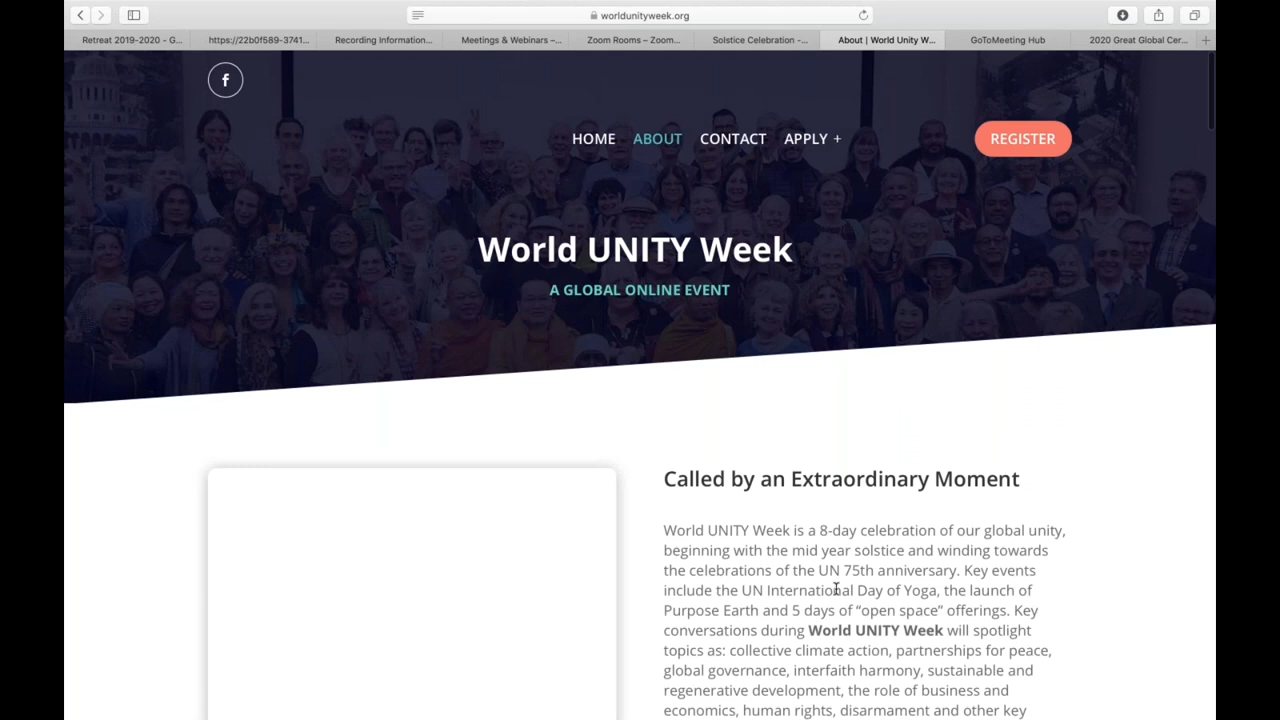 worldunityweek.org
Retreat 2019-2020 - G...
https://22b0f589-3741...
Recording Information...
Meetings & Webinars –...
Zoom Rooms – Zoom...
Solstice Celebration -...
About | World Unity W...
GoToMeeting Hub
2020 Great Global Cer...
f
HOME ABOUT CONTACT APPLY +
REGISTER
World UNITY Week
A GLOBAL ONLINE EVENT
Called by an Extraordinary Moment
World UNITY Week is a 8-day celebration of our global unity,
beginning with the mid year solstice and winding towards
the celebrations of the UN 75th anniversary. Key events
include the UN International Day of Yoga, the launch of
Purpose Earth and 5 days of “open space” offerings. Key
conversations during World UNITY Week will spotlight
topics as: collective climate action, partnerships for peace,
global governance, interfaith harmony, sustainable and
regenerative development, the role of business and
economics, human rights, disarmament and other key